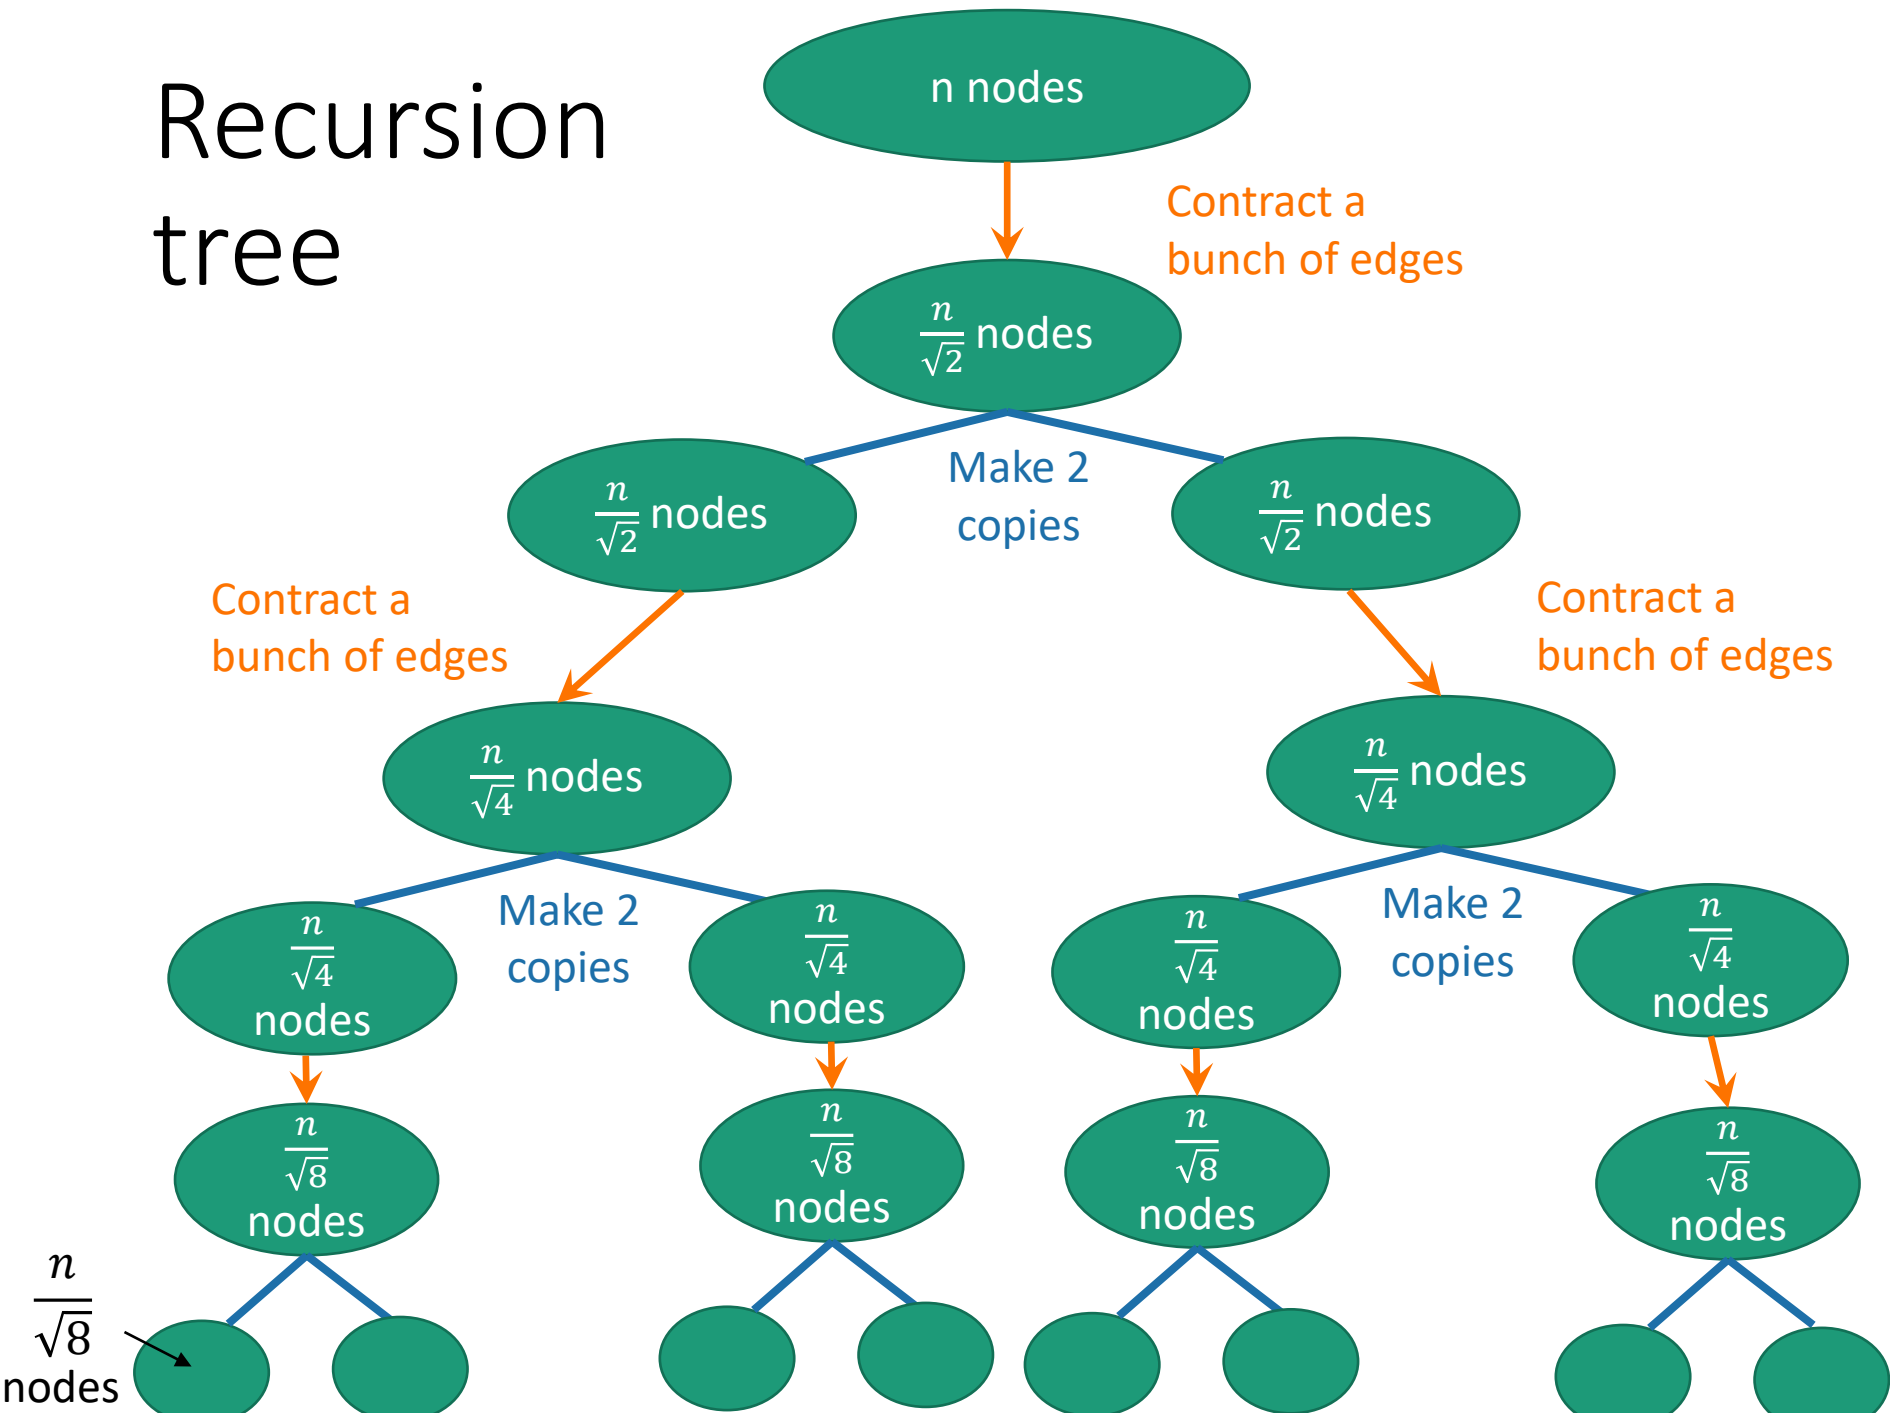 Recursion
tree
n nodes
Contract a
bunch of edges
n/√2 nodes
Make 2
copies
n/√2 nodes
n/√2 nodes
Contract a
bunch of edges
Contract a
bunch of edges
n/√4 nodes
n/√4 nodes
Make 2
copies
Make 2
copies
n/√4
nodes
n/√4
nodes
n/√4
nodes
n/√4
nodes
n/√8
nodes
n/√8
nodes
n/√8
nodes
n/√8
nodes
n/√8
nodes